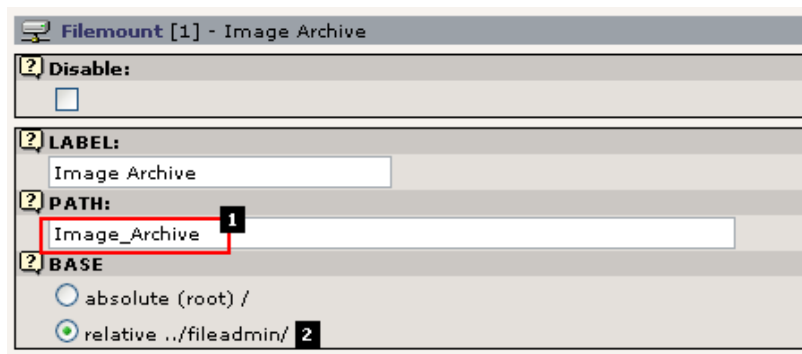 Filemount [1] - Image Archive
? Disable:
? LABEL:
Image Archive
? PATH:
Image_Archive 1
? BASE
absolute (root) /
relative ../fileadmin/ 2